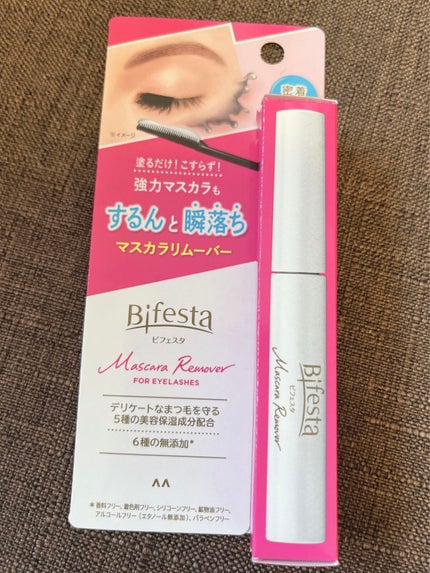 密着
※イメージ
塗るだけ!こすらず!
強力マスカラも
するんと瞬落ち
マスカラリムーバー
Bifesta
ビフェスタ
Mascara Remover
FOR EYELASHES
デリケートなまつ毛を守る
5種の美容保湿成分配合
6種の無添加*
*香料フリー、着色剤フリー、シリコーンフリー、鉱物油フリー、
アルコールフリー(エタノール無添加)、パラベンフリー
Bifesta
ビフェスタ
Mascara Remover